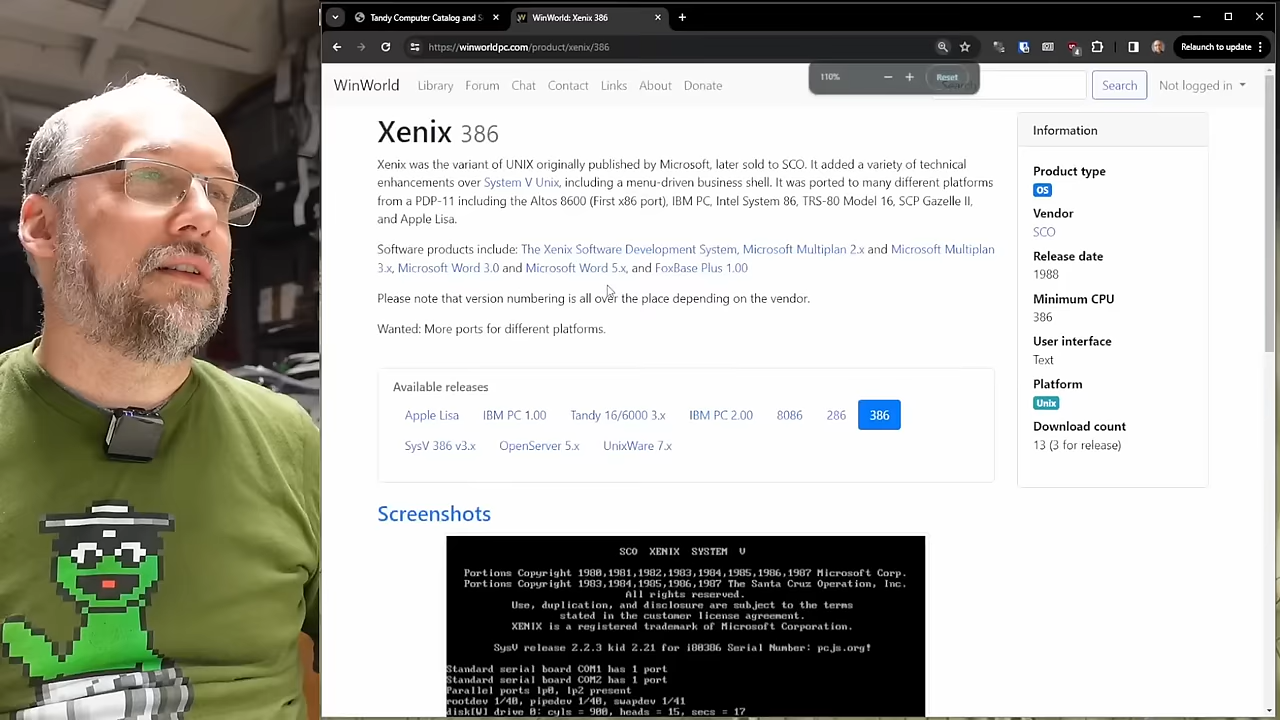 Tandy Computer Catalog and S
WinWorld: Xenix 386
https://winworldpc.com/product/xenix/386
Relaunch to update
WinWorld Library Forum Chat Contact Links About Donate
110%
Reset
Search
Not logged in
Xenix 386
Xenix was the variant of UNIX originally published by Microsoft, later sold to SCO. It added a variety of technical
enhancements over System V Unix, including a menu-driven business shell. It was ported to many different platforms
from a PDP-11 including the Altos 8600 (First x86 port), IBM PC, Intel System 86, TRS-80 Model 16, SCP Gazelle II,
and Apple Lisa.
Software products include: The Xenix Software Development System, Microsoft Multiplan 2.x and Microsoft Multiplan
3.x, Microsoft Word 3.0 and Microsoft Word 5.x, and FoxBase Plus 1.00
Please note that version numbering is all over the place depending on the vendor.
Wanted: More ports for different platforms.
Available releases
Apple Lisa IBM PC 1.00 Tandy 16/6000 3.x IBM PC 2.00 8086 286 386
SysV 386 v3.x OpenServer 5.x UnixWare 7.x
Screenshots
SCO XENIX SYSTEM V
Portions Copyright 1980,1981,1982,1983,1984,1985,1986,1987 Microsoft Corp.
Portions Copyright 1983,1984,1985,1986,1987 The Santa Cruz Operation, Inc.
All rights reserved.
Use, duplication, and disclosure are subject to the terms
stated in the customer license agreement.
XENIX is a registered trademark of Microsoft Corporation.
SysV release 2.2.3 kid 2.21 for i80386 Serial Number: pcjs.org!
Standard serial board COM1 has 1 port
Standard serial board COM2 has 1 port
Parallel ports lp0, lp2 present
rootdev 1/40, pipedev 1/40, swapdev 1/41
disk[W] drive 0: cyls = 900, heads = 15, secs = 17
Information
Product type
OS
Vendor
SCO
Release date
1988
Minimum CPU
386
User interface
Text
Platform
Unix
Download count
13 (3 for release)